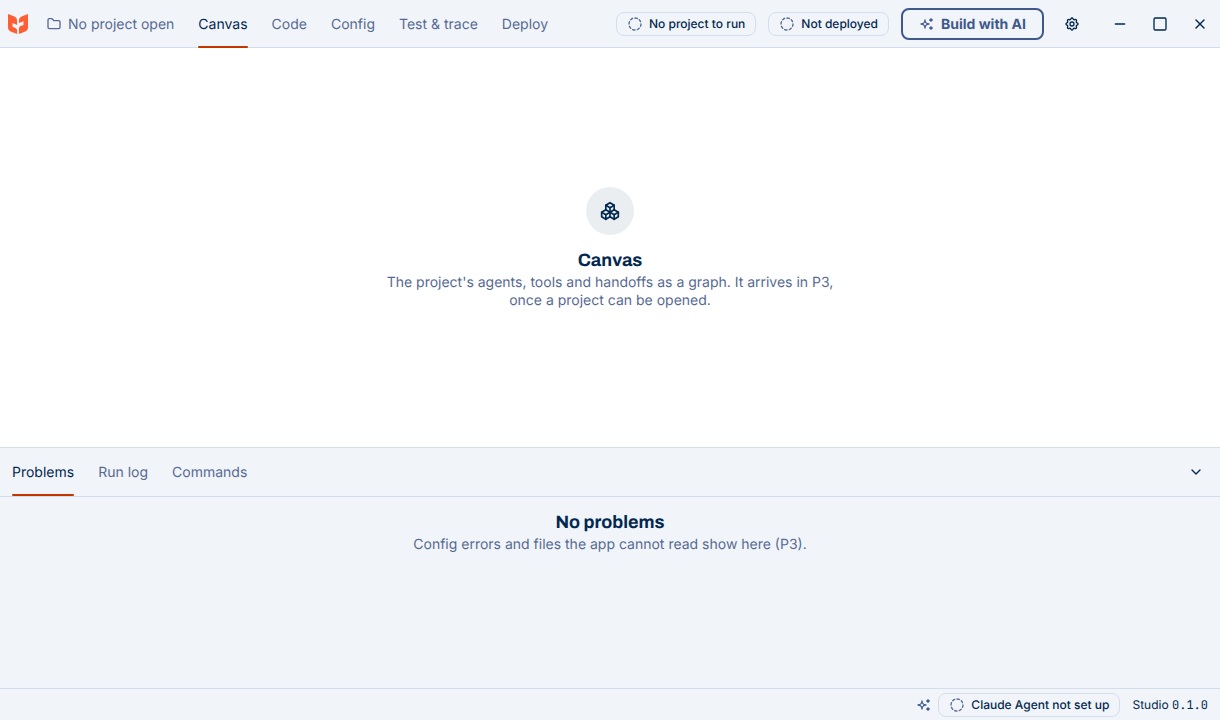 No project open Canvas Code Config Test & trace Deploy No project to run Not deployed Build with AI
Canvas
The project's agents, tools and handoffs as a graph. It arrives in P3,
once a project can be opened.
Problems Run log Commands
No problems
Config errors and files the app cannot read show here (P3).
Claude Agent not set up Studio 0.1.0